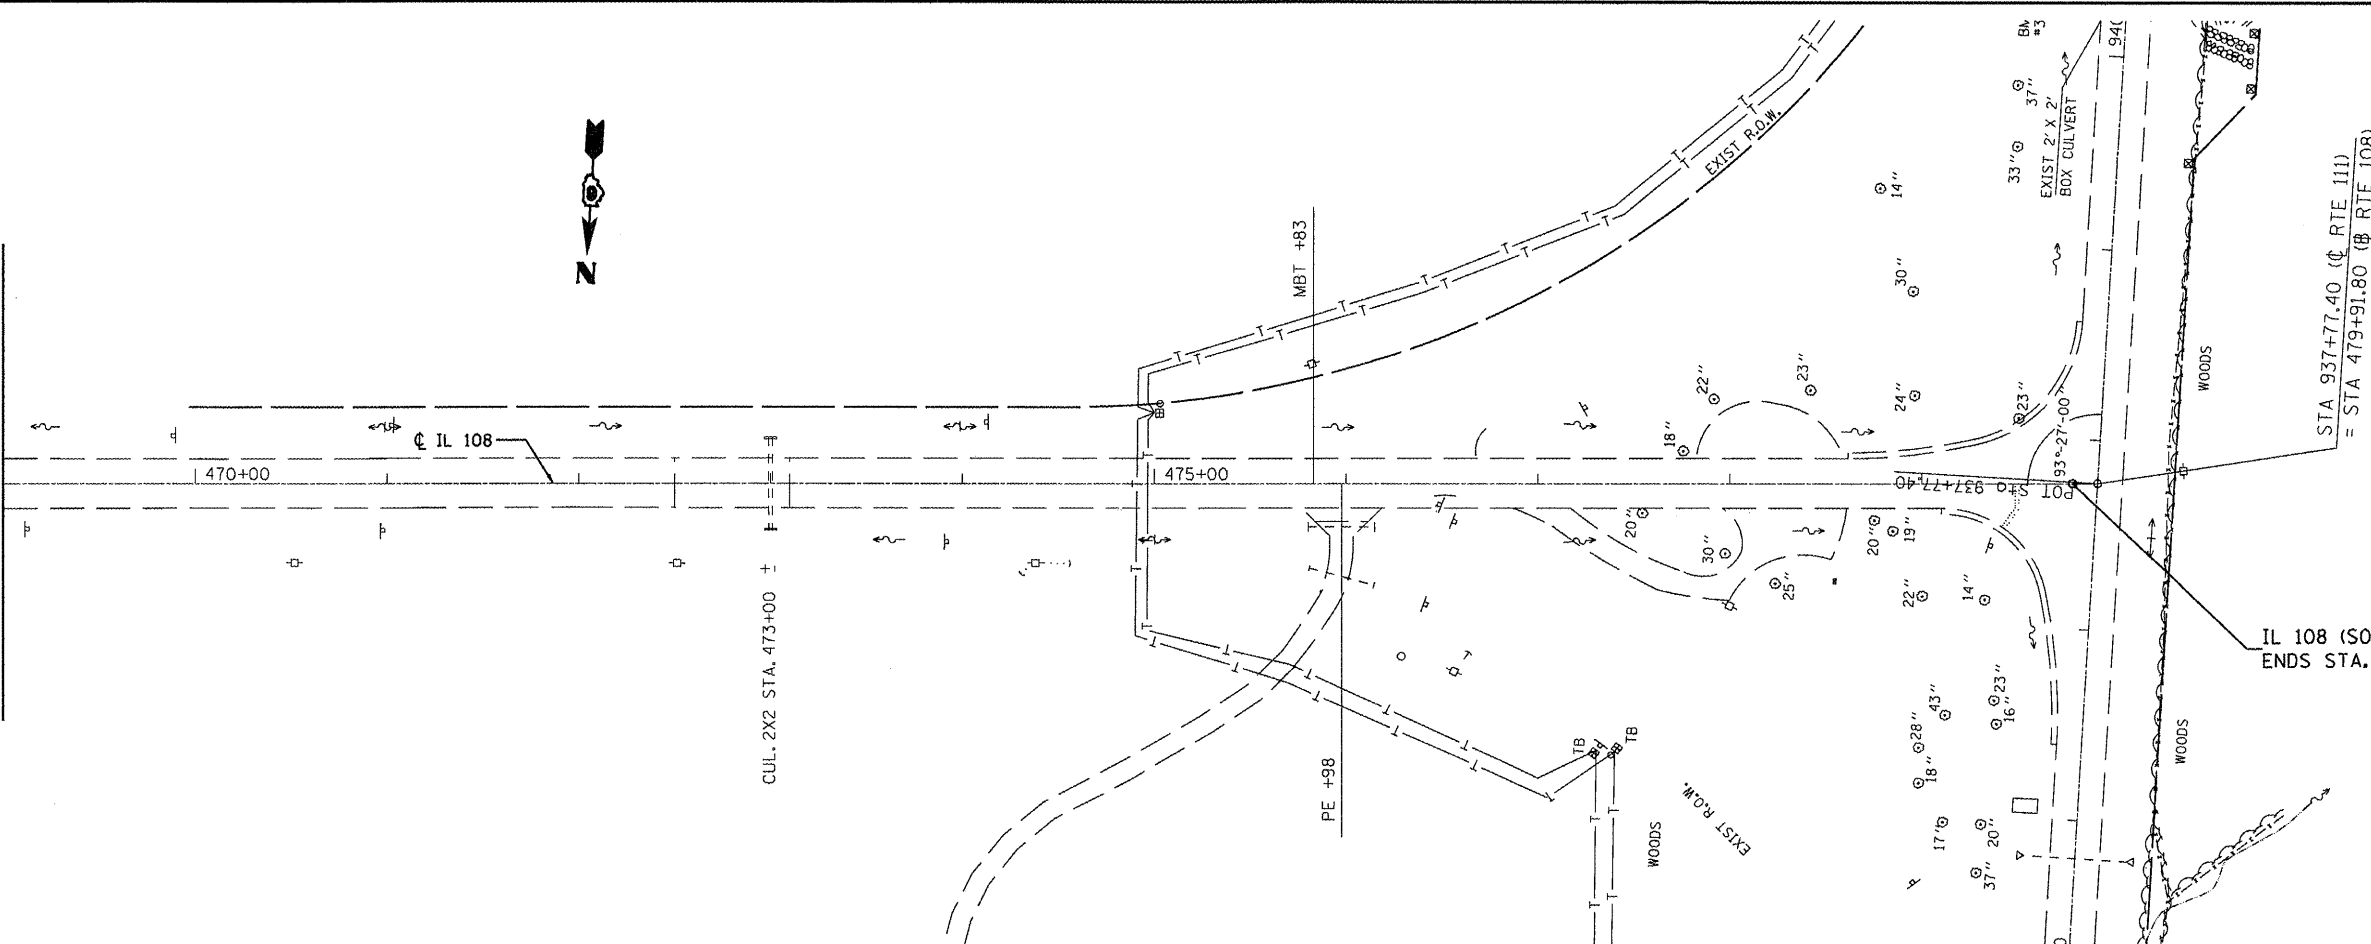 BM
#3
940
37"
EXIST 2' X 2'
BOX CULVERT
33"
14"
EXIST R.O.W.
STA 937+77.40 (℄ RTE 111)
= STA 479+91.80 (B RTE 108)
MBT +83
N
30"
WOODS
22"
23"
24"
23"
93°-27'-00"
18"
℄ IL 108
470+00
475+00
POT Sta 937+77.40
20"
30"
20"
19"
25"
22"
14"
CUL. 2X2 STA. 473+00 ±
IL 108 (SO
ENDS STA.
23"
16"
43"
28"
18"
TB
TB
WOODS
PE +98
EXIST R.O.W.
WOODS
17"
20"
37"